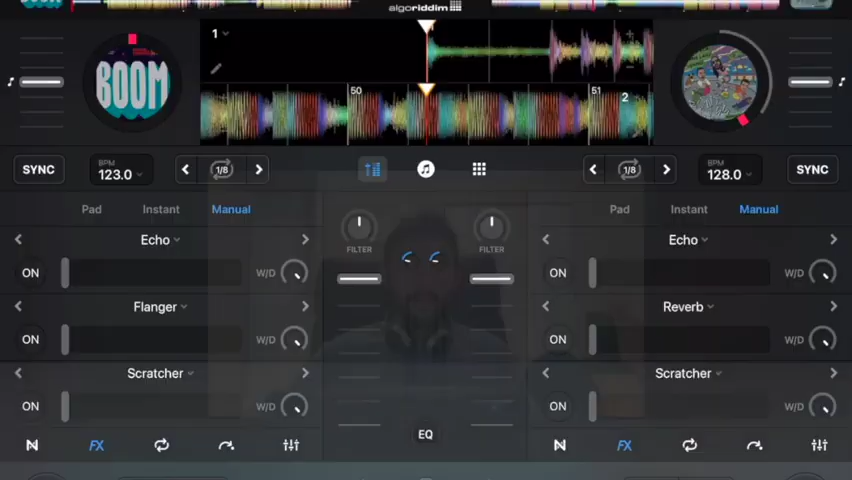 algoriddim
1
BOOM
50
51
2
SYNC
BPM
123.0
1/8
1/8
BPM
128.0
SYNC
Pad Instant Manual
Pad Instant Manual
Echo
FILTER
FILTER
Echo
ON
W/D
ON
W/D
Flanger
Reverb
ON
W/D
ON
W/D
Scratcher
Scratcher
ON
W/D
ON
W/D
FX
EQ
FX